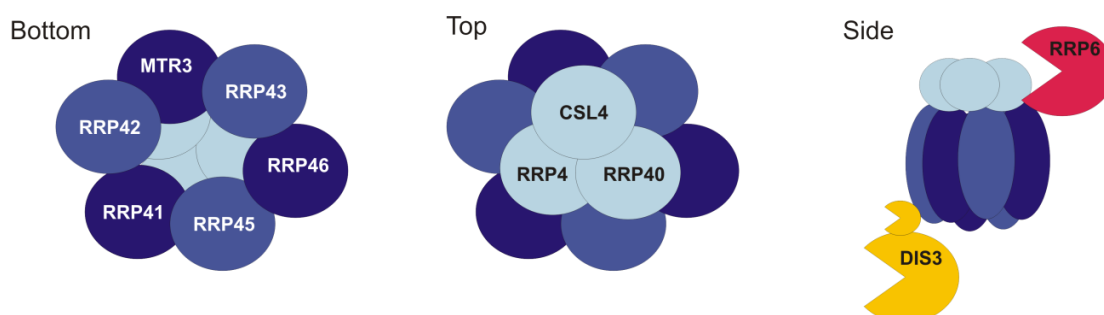 Bottom
MTR3
RRP43
RRP42
RRP46
RRP41
RRP45
Top
CSL4
RRP4
RRP40
Side
RRP6
DIS3